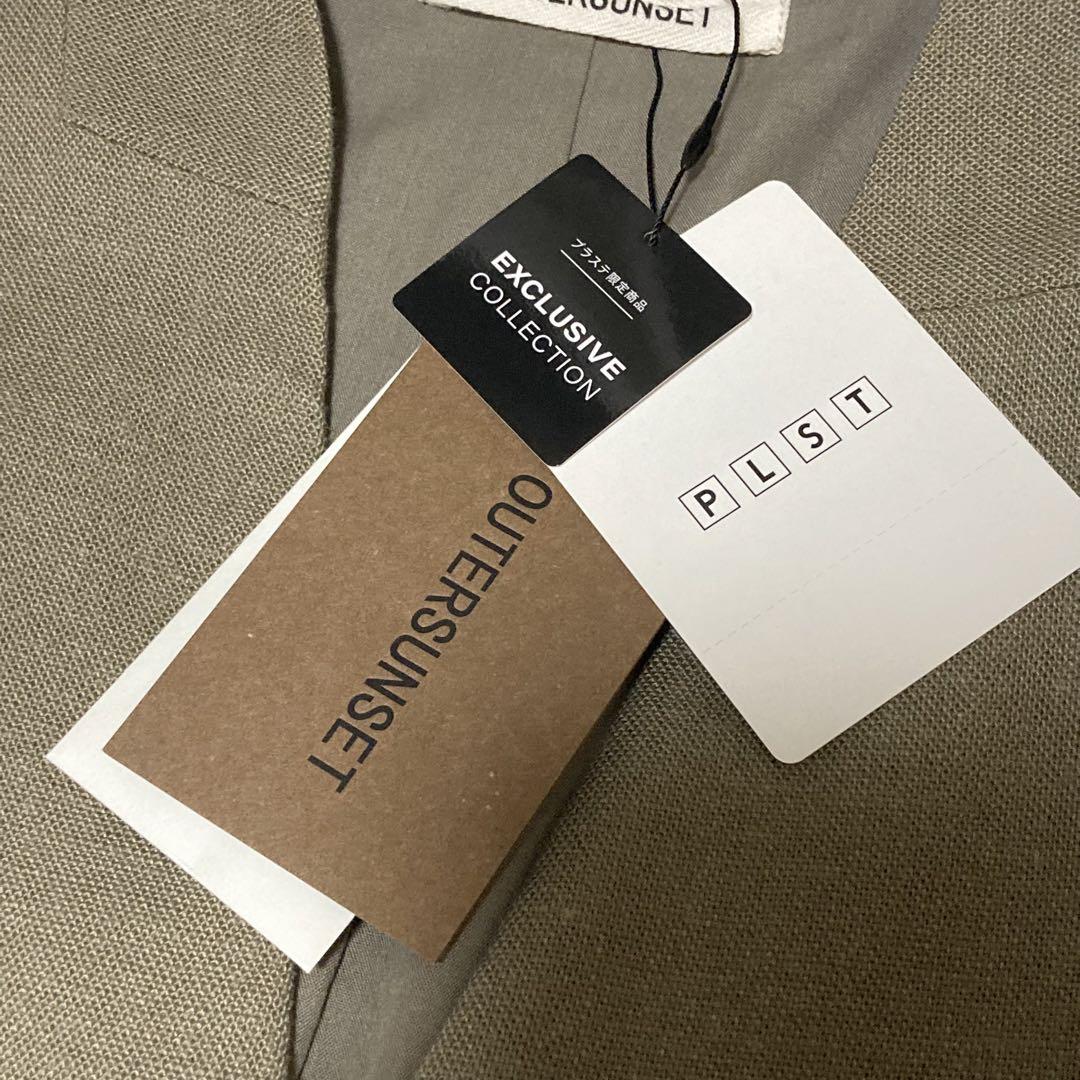 ERSUNSET
プラステ限定商品
EXCLUSIVE
COLLECTION
P L S T
OUTERSUNSET